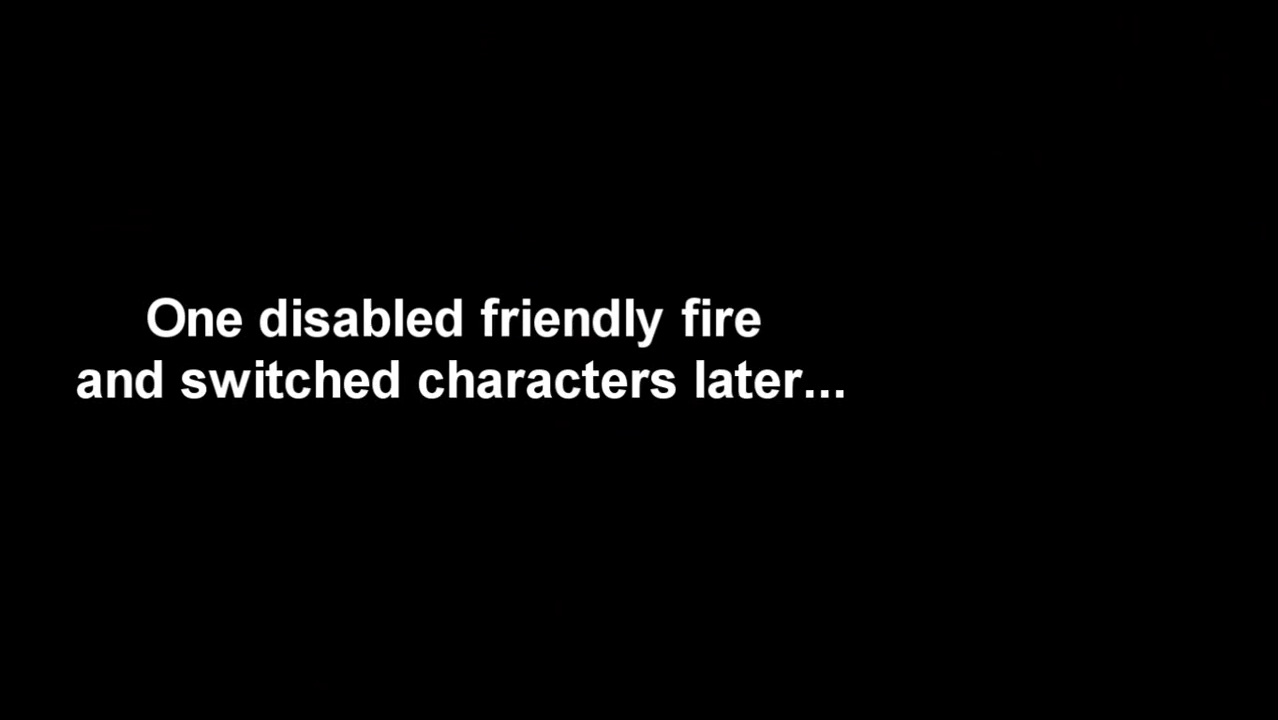 One disabled friendly fire
and switched characters later...